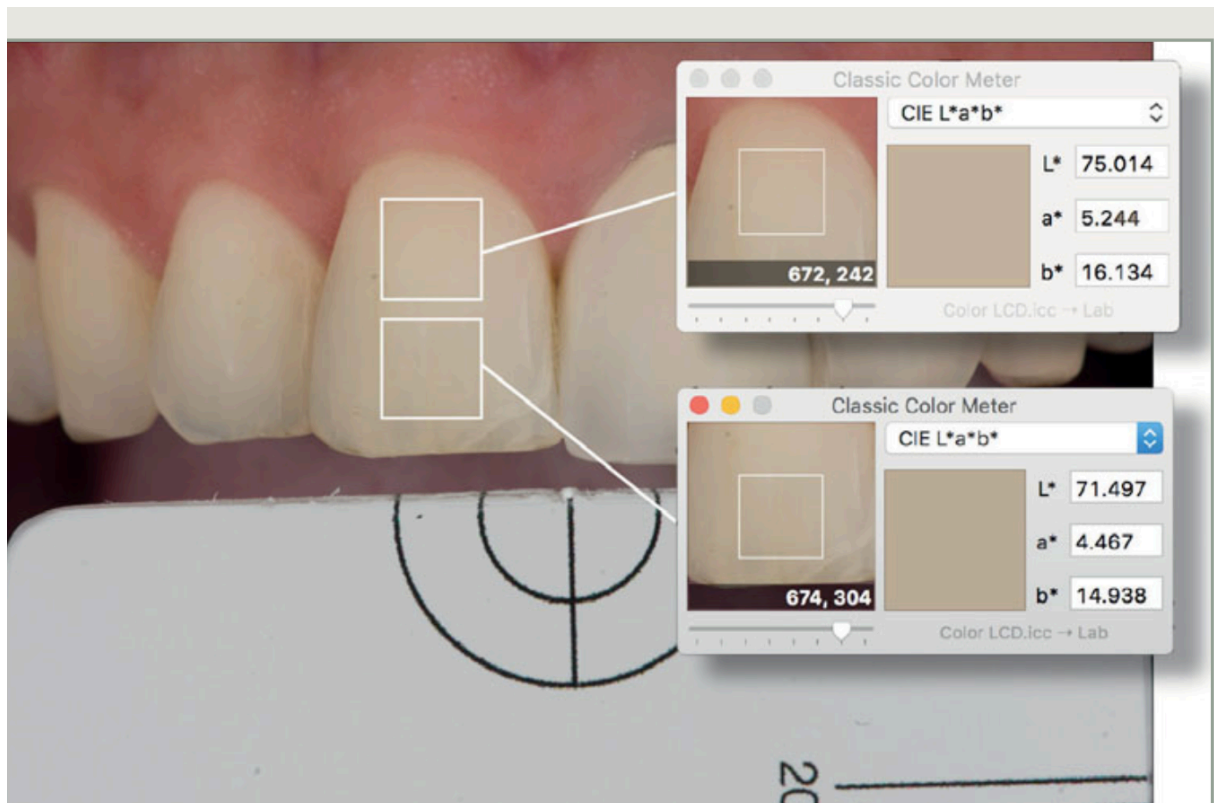 Classic Color Meter
CIE L*a*b*
L* 75.014
a* 5.244
672, 242
b* 16.134
Color LCD.icc → Lab
Classic Color Meter
CIE L*a*b*
L* 71.497
a* 4.467
674, 304
b* 14.938
Color LCD.icc → Lab
20